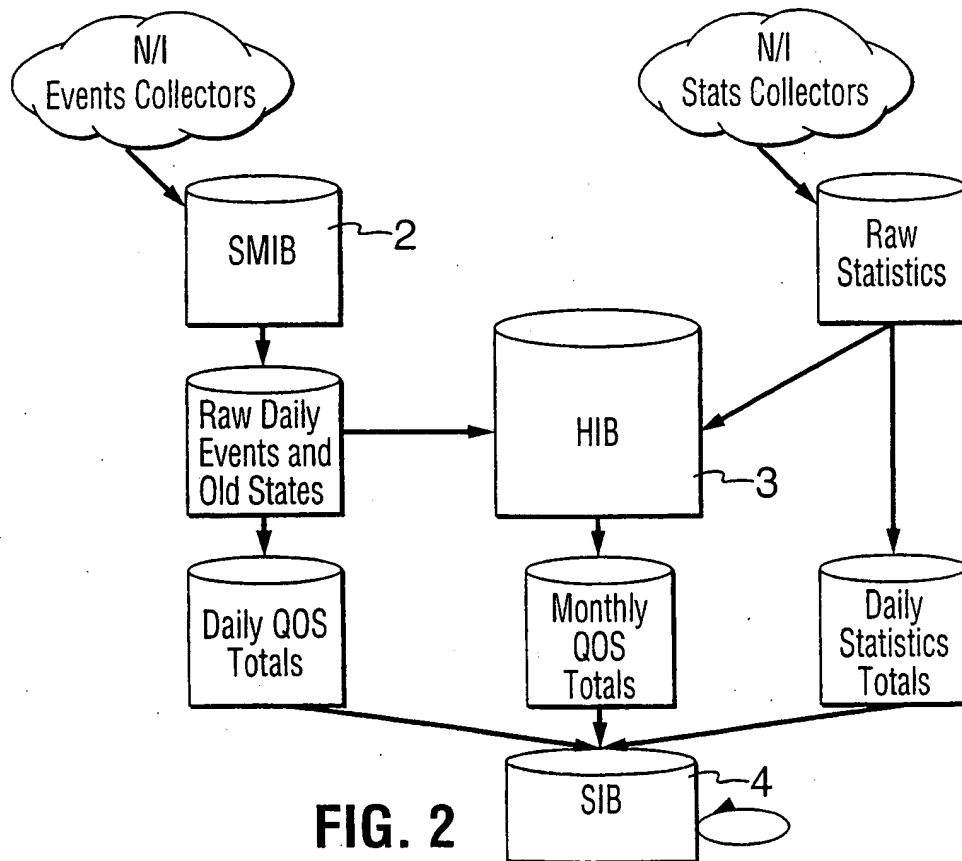 N/I
Events Collectors
N/I
Stats Collectors
SMIB
2
Raw
Statistics
Raw Daily
Events and
Old States
HIB
3
Daily QOS
Totals
Monthly
QOS
Totals
Daily
Statistics
Totals
SIB
4
FIG. 2